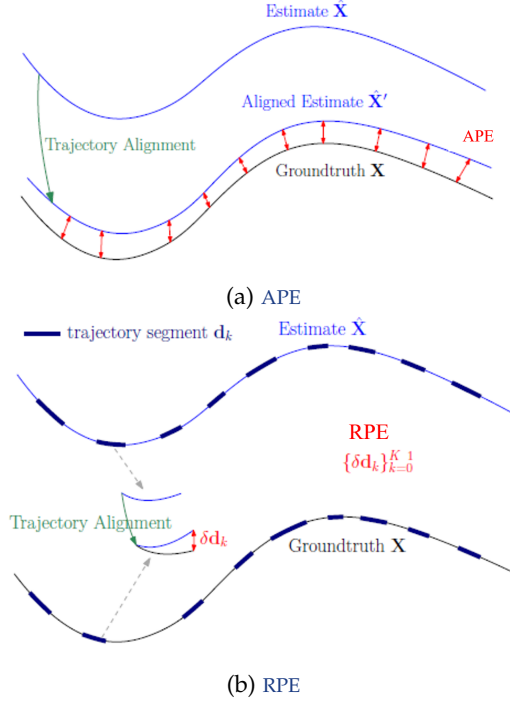 Estimate X̂
Aligned Estimate X̂′
APE
Trajectory Alignment
Groundtruth X
(a) APE
trajectory segment dₖ
Estimate X̂
RPE
{δdₖ}ᴷ ¹ₖ₌₀
Trajectory Alignment
δdₖ
Groundtruth X
(b) RPE